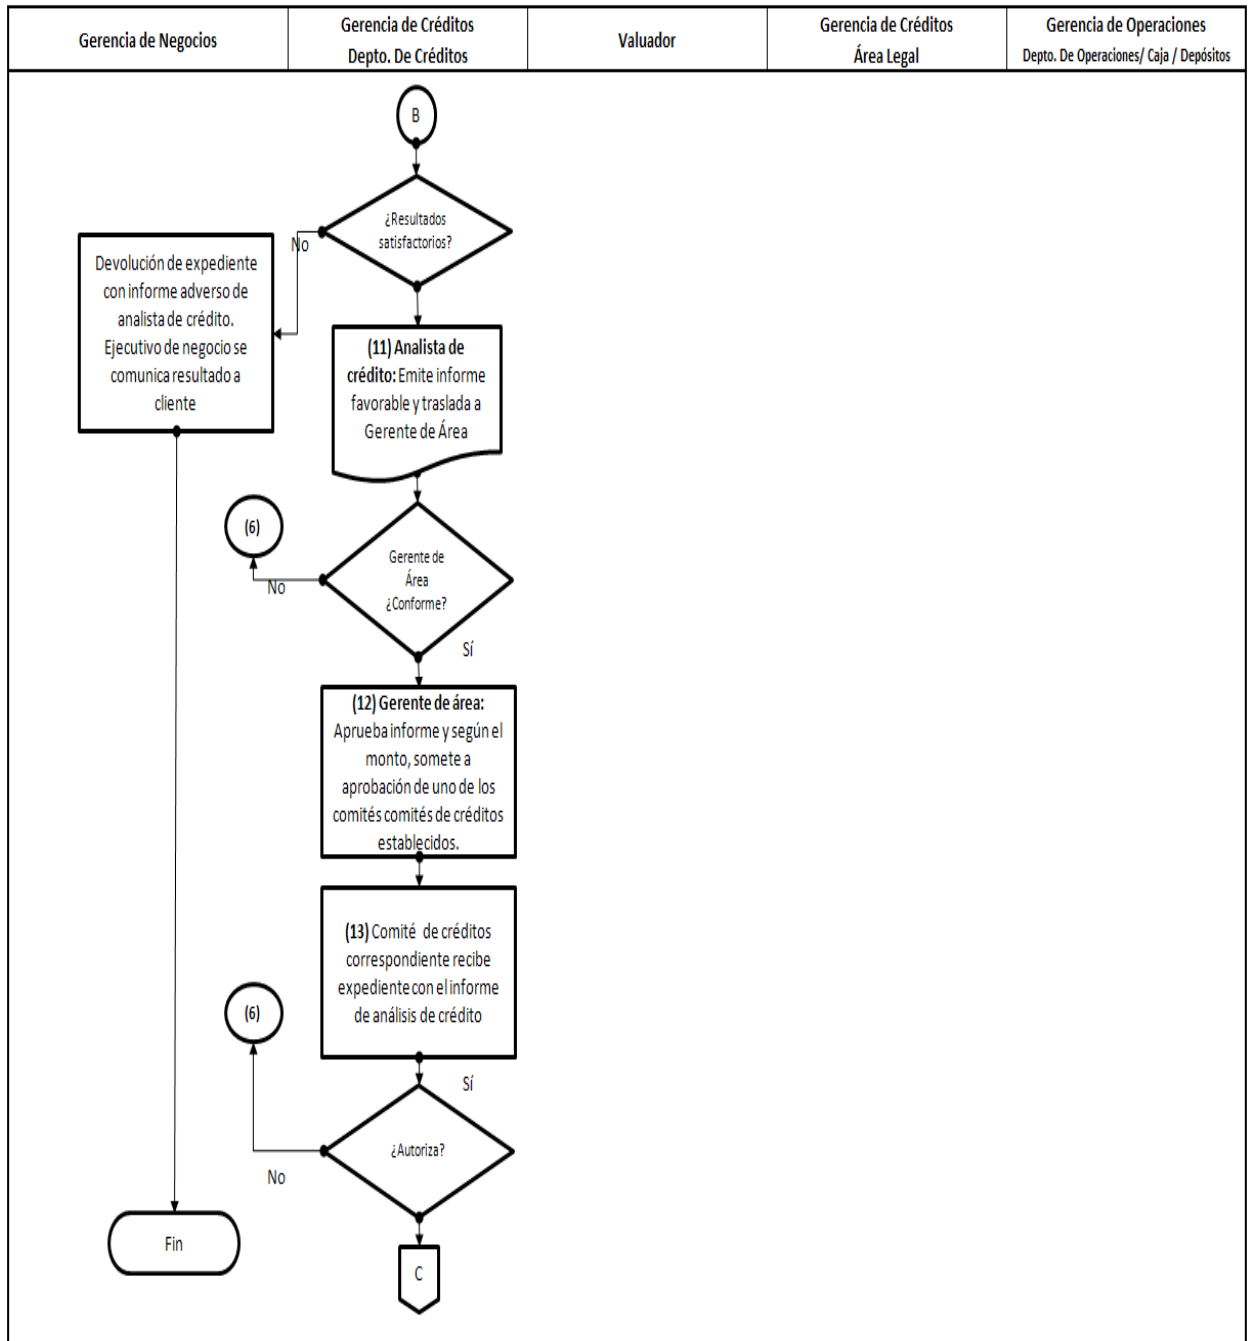 Gerencia de Negocios
Gerencia de Créditos
Depto. De Créditos
Valuador
Gerencia de Créditos
Área Legal
Gerencia de Operaciones
Depto. De Operaciones/ Caja / Depósitos
B
¿Resultados
satisfactorios?
No
Devolución de expediente
con informe adverso de
analista de crédito.
Ejecutivo de negocio se
comunica resultado a
cliente
(11) Analista de
crédito: Emite informe
favorable y traslada a
Gerente de Área
(6)
Gerente de
Área
¿Conforme?
No
Sí
(12) Gerente de área:
Aprueba informe y según el
monto, somete a
aprobación de uno de los
comités comités de créditos
establecidos.
(13) Comité de créditos
correspondiente recibe
expediente con el informe
de análisis de crédito
(6)
Sí
¿Autoriza?
No
Fin
C